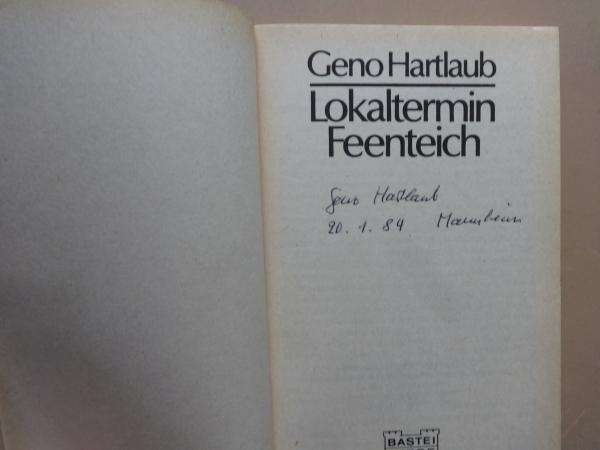 Geno Hartlaub
Lokaltermin
Feenteich
Geno Hartlaub
20. 1. 84 Mannheim
BASTEI